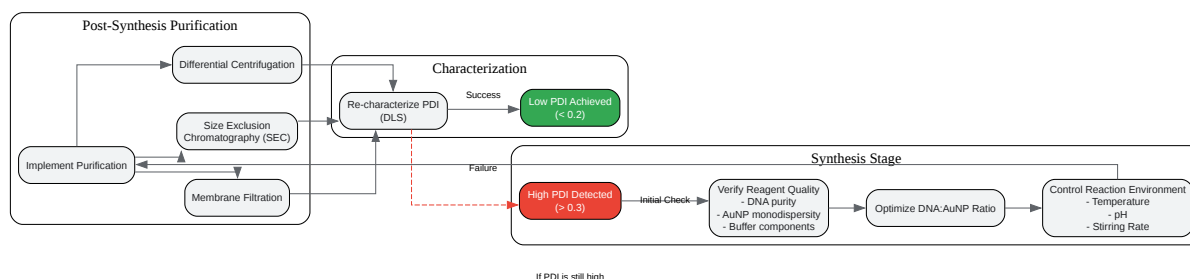 Post-Synthesis Purification
Differential Centrifugation
Size Exclusion
Chromatography (SEC)
Implement Purification
Membrane Filtration
Characterization
Re-characterize PDI
(DLS)
Success
Low PDI Achieved
(< 0.2)
Failure
Synthesis Stage
High PDI Detected
(> 0.3)
Initial Check
Verify Reagent Quality
- DNA purity
- AuNP monodispersity
- Buffer components
Optimize DNA:AuNP Ratio
Control Reaction Environment
- Temperature
- pH
- Stirring Rate
If PDI is still high